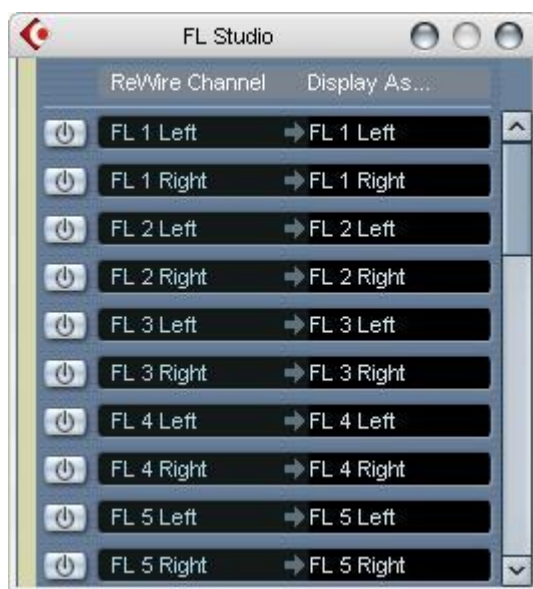 FL Studio
ReWire Channel Display As...
FL 1 Left FL 1 Left
FL 1 Right FL 1 Right
FL 2 Left FL 2 Left
FL 2 Right FL 2 Right
FL 3 Left FL 3 Left
FL 3 Right FL 3 Right
FL 4 Left FL 4 Left
FL 4 Right FL 4 Right
FL 5 Left FL 5 Left
FL 5 Right FL 5 Right